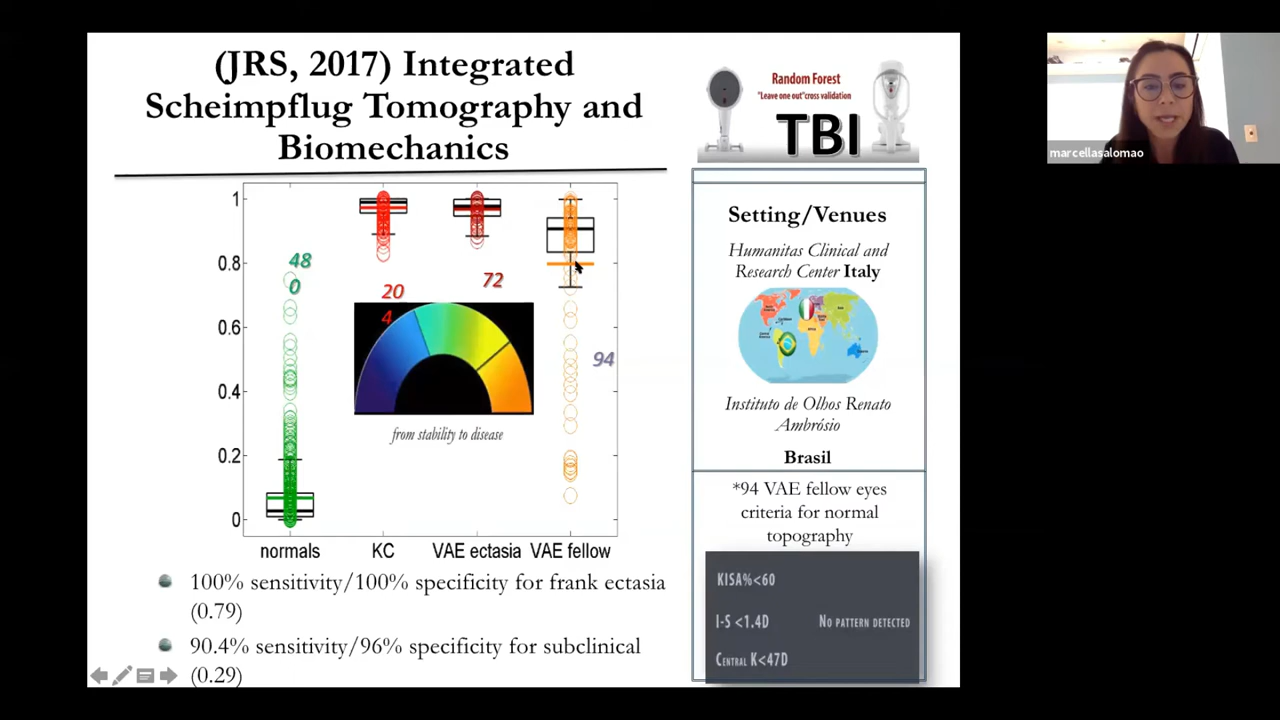 (JRS, 2017) Integrated
Scheimpflug Tomography and
Biomechanics
Random Forest
"Leave one out"cross validation
TBI
marcellasalomao
1
0.8
0.6
0.4
0.2
0
48
0
20
4
72
94
from stability to disease
normals
KC
VAE ectasia
VAE fellow
100% sensitivity/100% specificity for frank ectasia
(0.79)
90.4% sensitivity/96% specificity for subclinical
(0.29)
Setting/Venues
Humanitas Clinical and
Research Center Italy
Instituto de Olhos Renato
Ambrósio
Brasil
*94 VAE fellow eyes
criteria for normal
topography
KISA%<60
I-S <1.4D
No pattern detected
Central K<47D